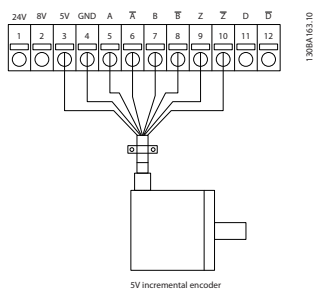 24V 8V 5V GND A A̅ B B̅ Z Z̅ D D̅
1 2 3 4 5 6 7 8 9 10 11 12
130BA163.10
5V incremental encoder